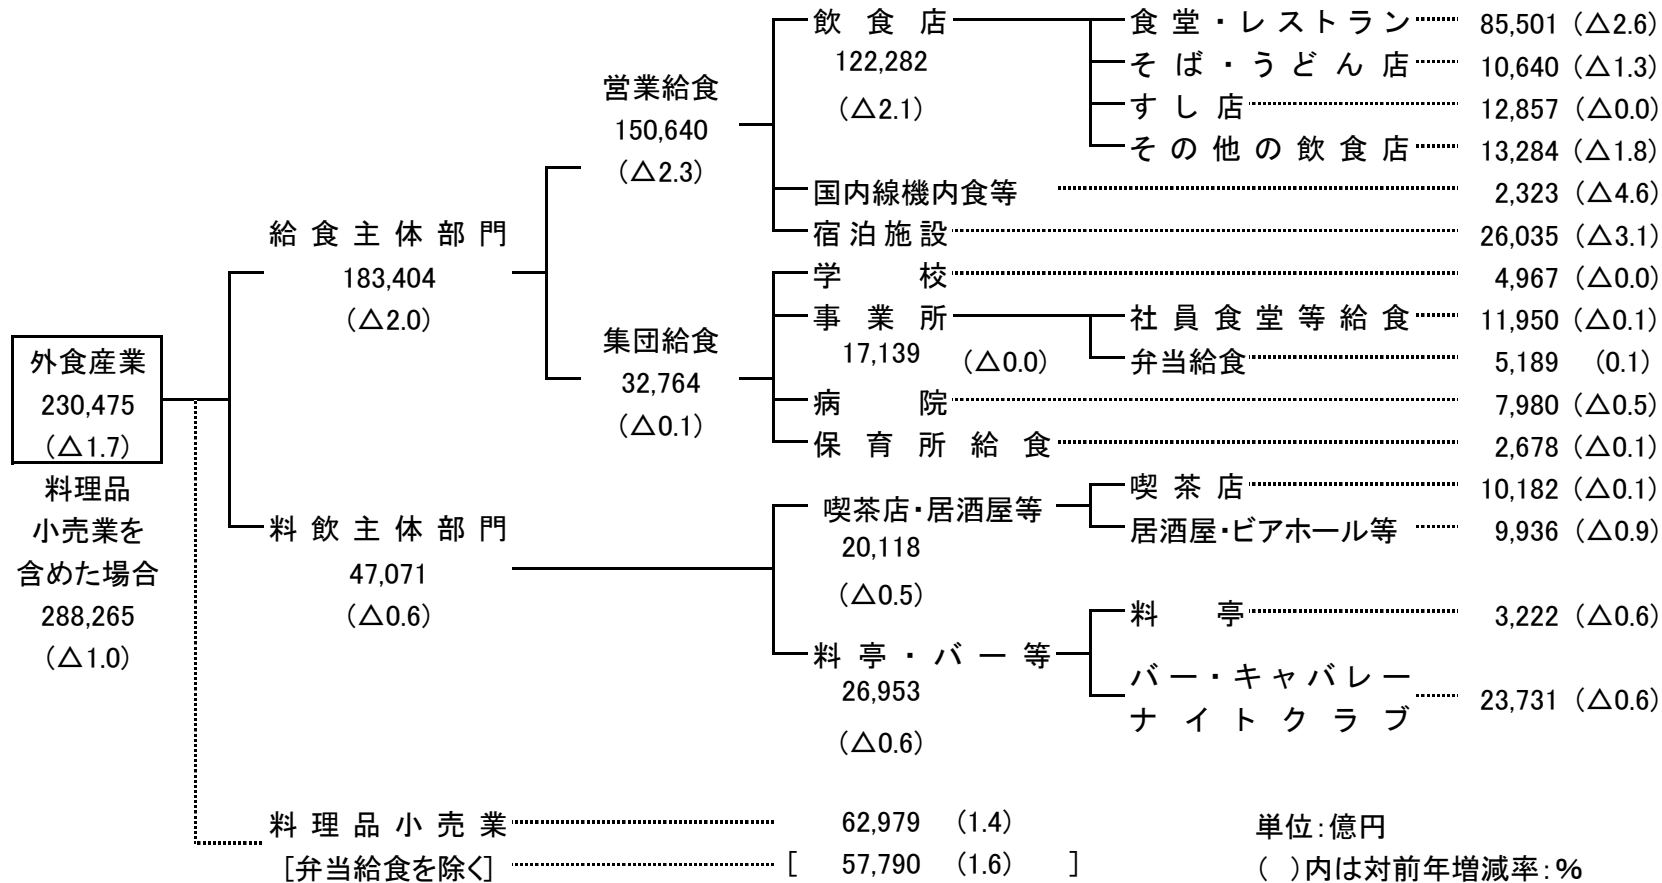 外食産業
230,475
(△1.7)
料理品
小売業を
含めた場合
288,265
(△1.0)
給食主体部門
183,404
(△2.0)
営業給食
150,640
(△2.3)
飲食店
122,282
(△2.1)
食堂・レストラン 85,501 (△2.6)
そば・うどん店 10,640 (△1.3)
すし店 12,857 (△0.0)
その他の飲食店 13,284 (△1.8)
国内線機内食等 2,323 (△4.6)
宿泊施設 26,035 (△3.1)
集団給食
32,764
(△0.1)
学校 4,967 (△0.0)
事業所
17,139 (△0.0)
社員食堂等給食 11,950 (△0.1)
弁当給食 5,189 (0.1)
病院 7,980 (△0.5)
保育所給食 2,678 (△0.1)
料飲主体部門
47,071
(△0.6)
喫茶店・居酒屋等
20,118
(△0.5)
喫茶店 10,182 (△0.1)
居酒屋・ビアホール等 9,936 (△0.9)
料亭・バー等
26,953
(△0.6)
料亭 3,222 (△0.6)
バー・キャバレー
ナイトクラブ 23,731 (△0.6)
料理品小売業 62,979 (1.4)
[弁当給食を除く] [ 57,790 (1.6) ]
単位:億円
( )内は対前年増減率:%